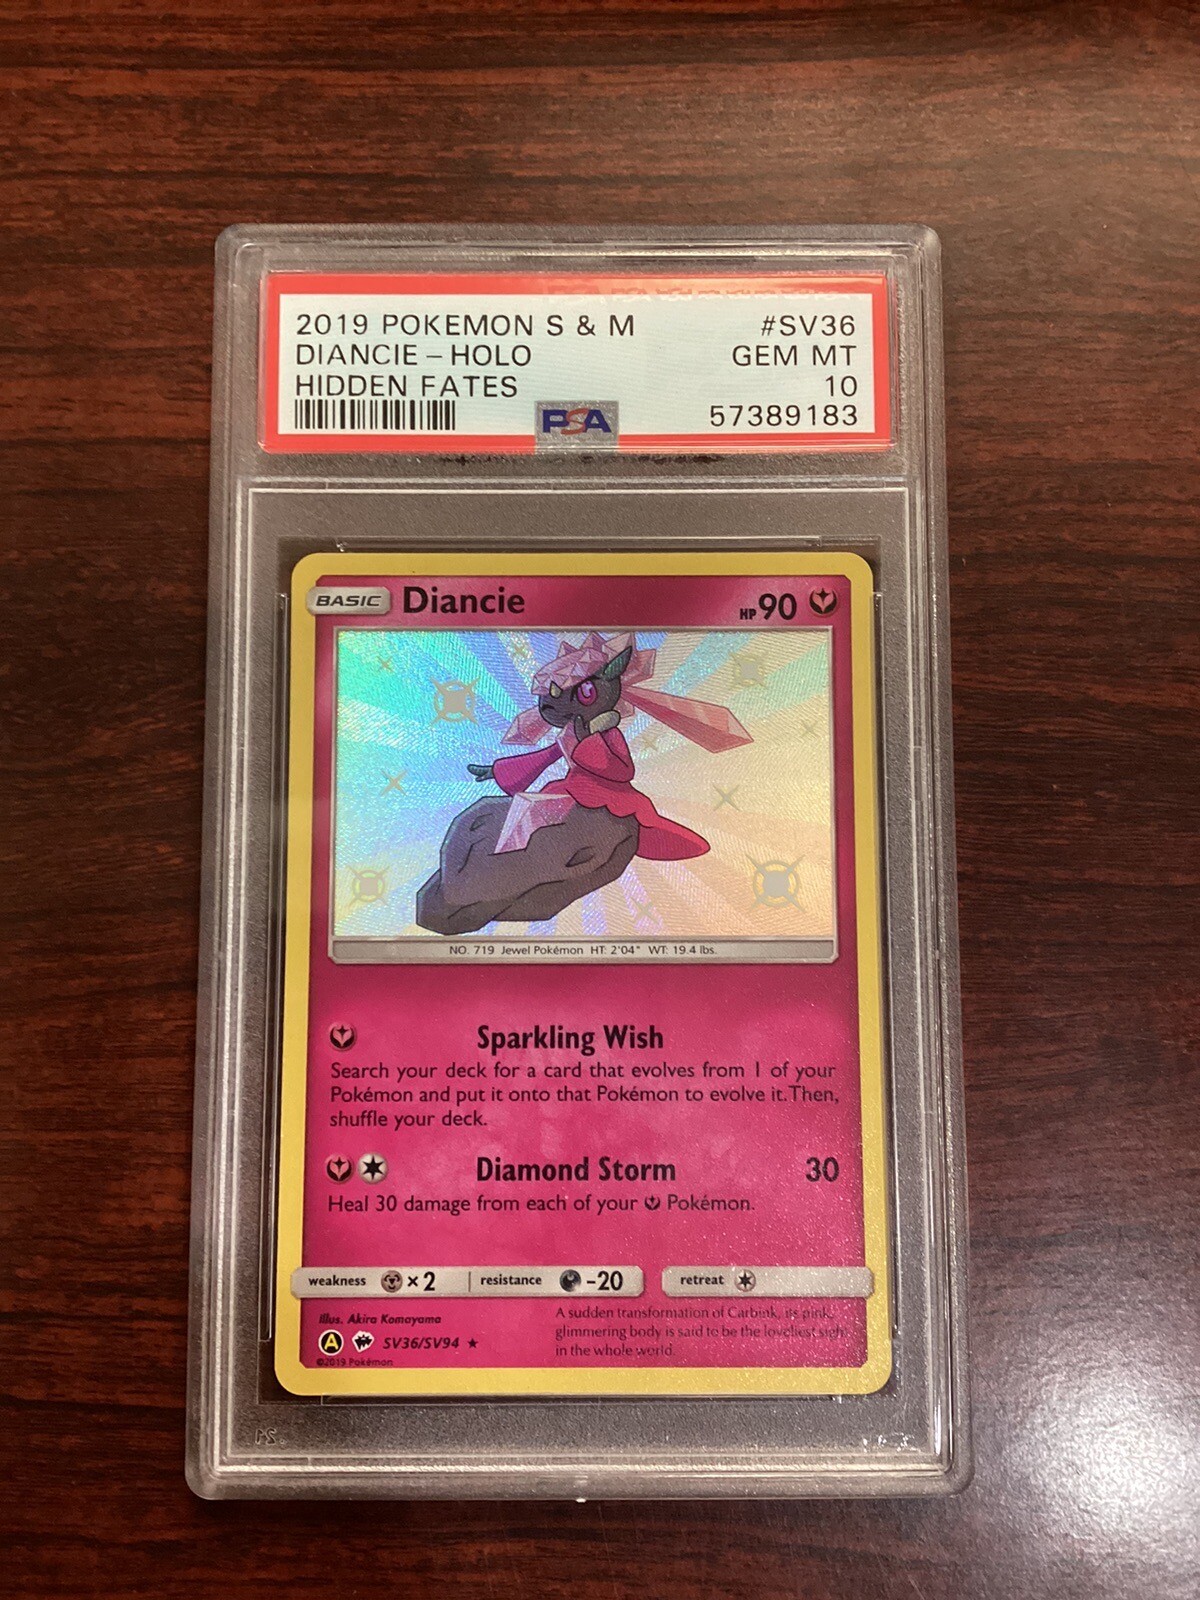 2019 POKEMON S & M #SV36
DIANCIE - HOLO GEM MT
HIDDEN FATES 10
PSA 57389183
BASIC Diancie HP 90
NO. 719 Jewel Pokémon HT: 2'04" WT: 19.4 lbs.
Sparkling Wish
Search your deck for a card that evolves from 1 of your
Pokémon and put it onto that Pokémon to evolve it. Then,
shuffle your deck.
Diamond Storm 30
Heal 30 damage from each of your Pokémon.
weakness ×2 resistance -20 retreat
Illus. Akira Komayama
A SV36/SV94 ★
©2019 Pokémon
A sudden transformation of Carbink, its pink,
glimmering body is said to be the loveliest sight
in the whole world.